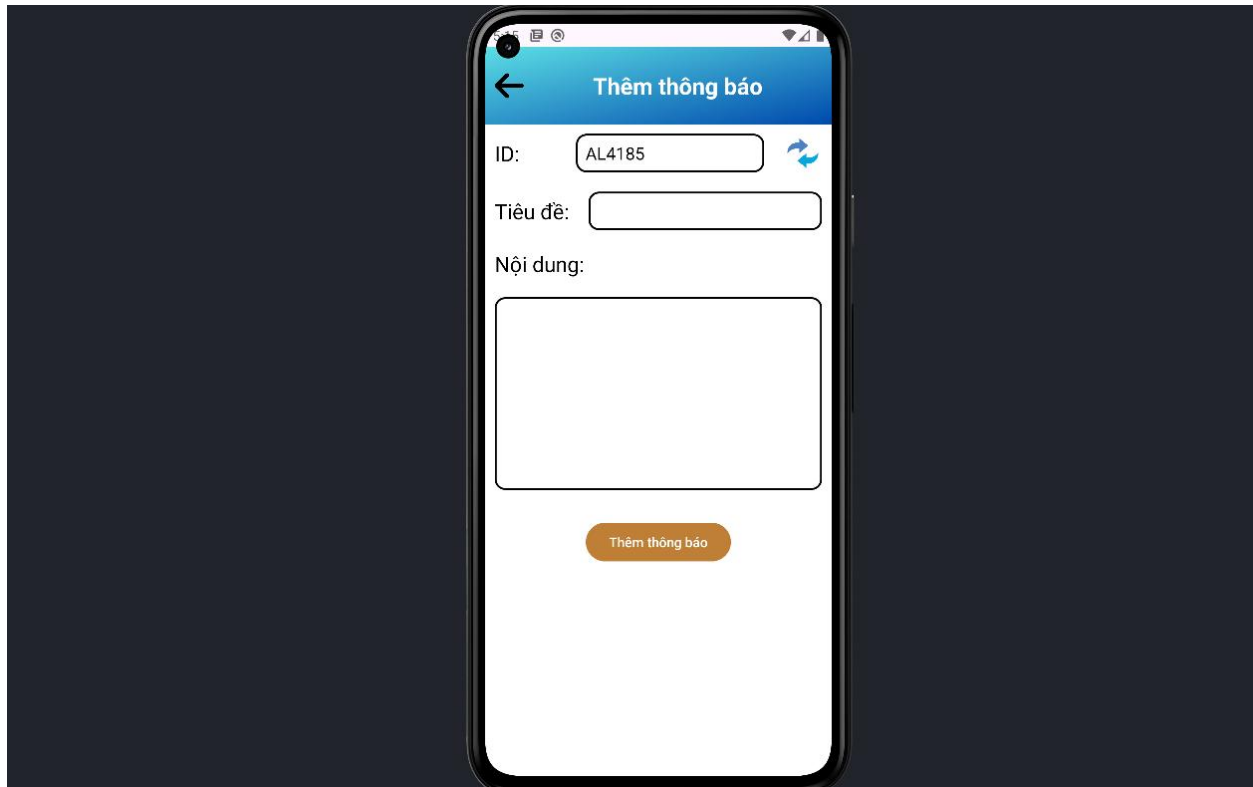 Thêm thông báo
ID: AL4185
Tiêu đề:
Nội dung:
Thêm thông báo